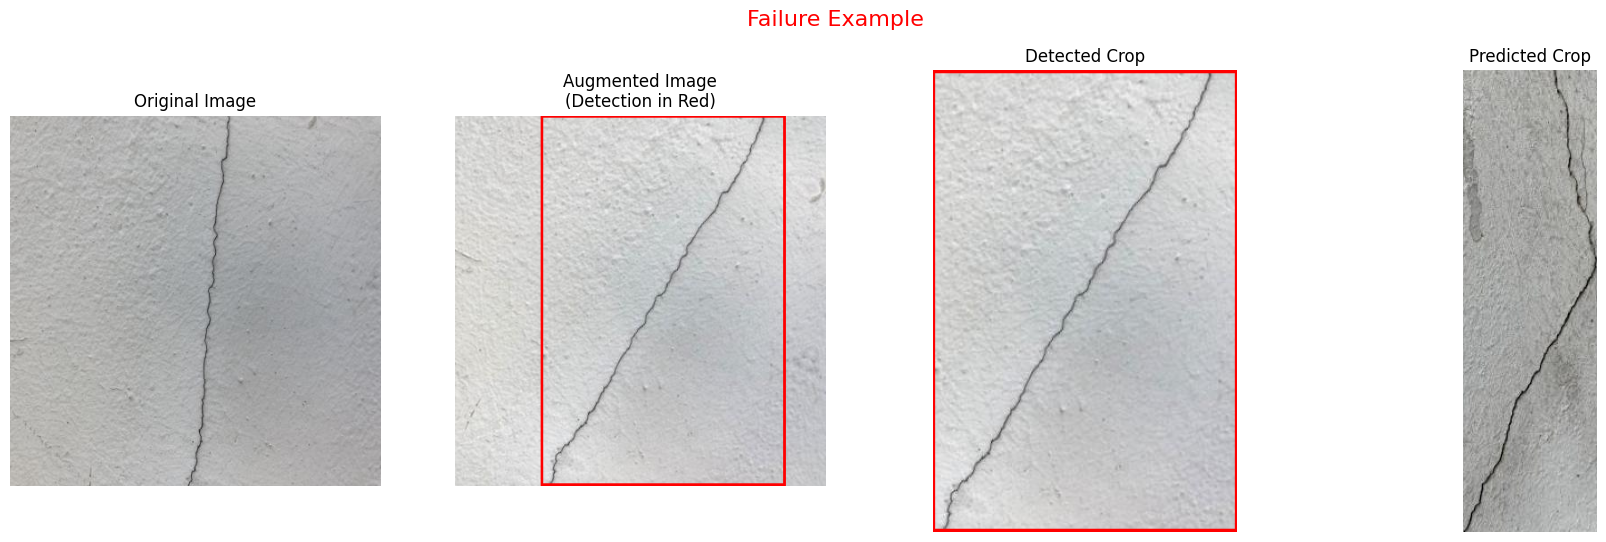 Failure Example
Original Image
Augmented Image
(Detection in Red)
Detected Crop
Predicted Crop